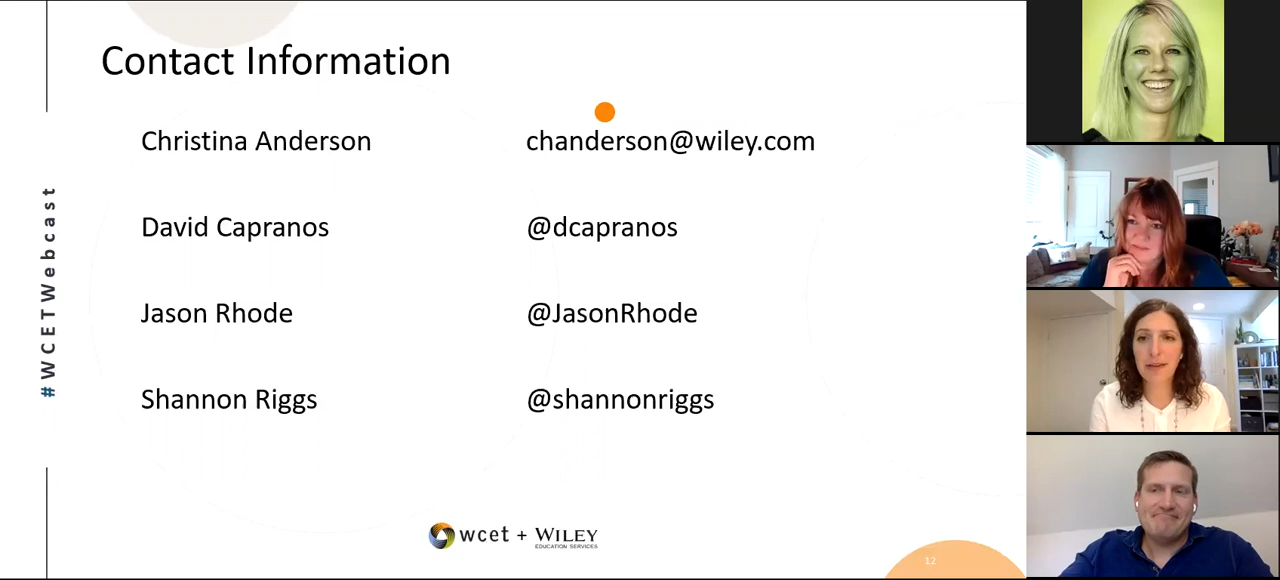 Contact Information
Christina Anderson chanderson@wiley.com
David Capranos @dcapranos
Jason Rhode @JasonRhode
Shannon Riggs @shannonriggs
#WCETWebcast
wcet + WILEY
EDUCATION SERVICES
12